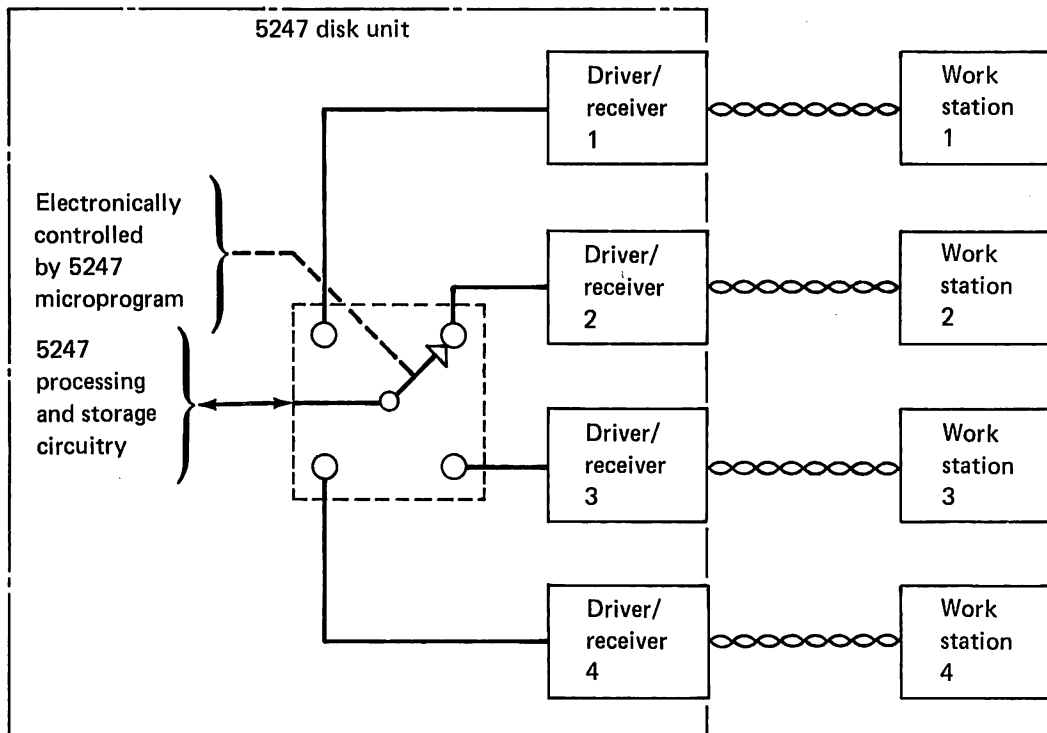 5247 disk unit
Driver/
receiver
1
Work
station
1
Electronically
controlled
by 5247
microprogram
Driver/
receiver
2
Work
station
2
5247
processing
and storage
circuitry
Driver/
receiver
3
Work
station
3
Driver/
receiver
4
Work
station
4